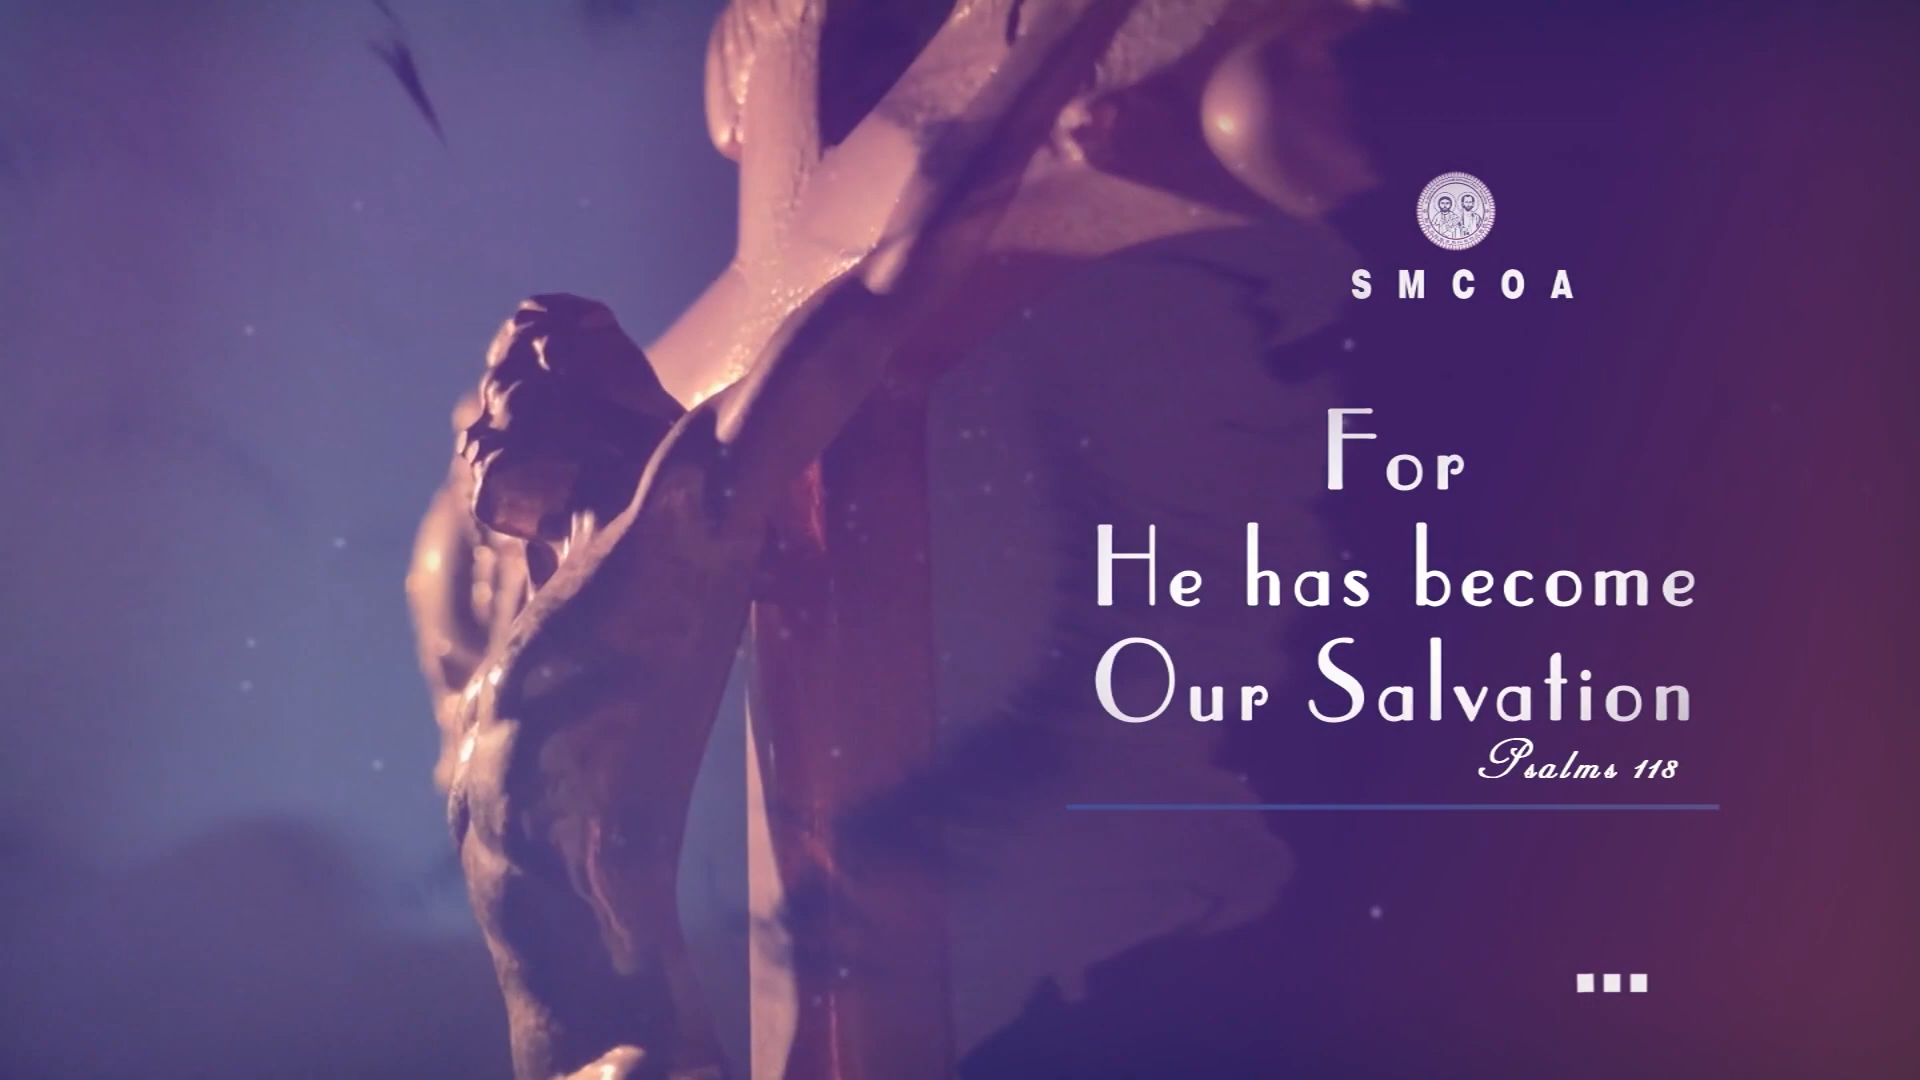 SMCOA
For
He has become
Our Salvation
Psalms 118